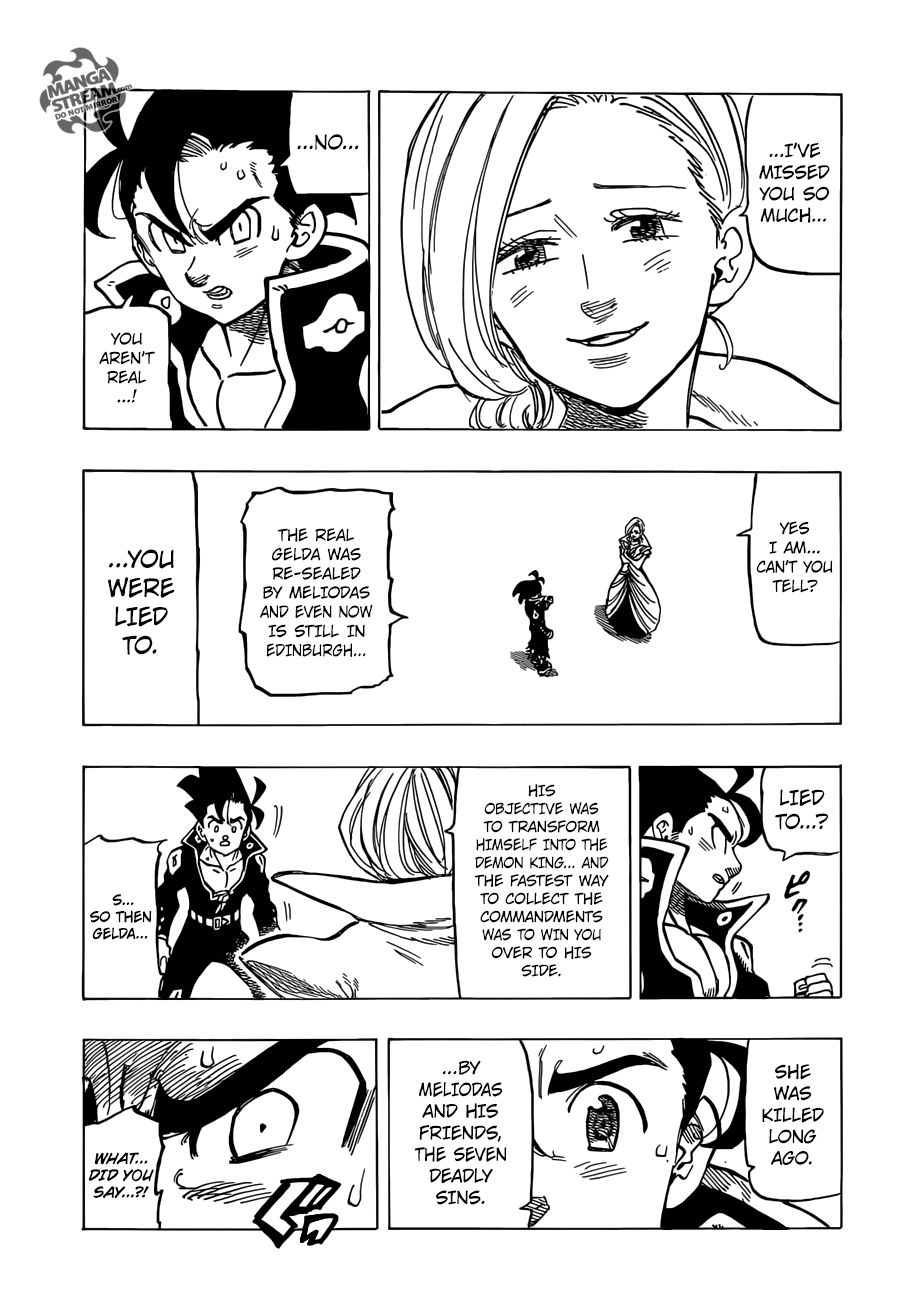 MANGA
STREAM.com
DO NOT MIRROR!
...I'VE
MISSED
YOU SO
MUCH...
...NO...
YOU
AREN'T
REAL
...!
YES
I AM...
CAN'T YOU
TELL?
THE REAL
GELDA WAS
RE-SEALED
BY MELIODAS
AND EVEN NOW
IS STILL IN
EDINBURGH...
...YOU
WERE
LIED
TO.
LIED
TO...?
ピク…
HIS
OBJECTIVE WAS
TO TRANSFORM
HIMSELF INTO THE
DEMON KING... AND
THE FASTEST WAY
TO COLLECT THE
COMMANDMENTS
WAS TO WIN YOU
OVER TO HIS
SIDE.
S...
SO THEN
GELDA...
SHE
WAS
KILLED
LONG
AGO.
...BY
MELIODAS
AND HIS
FRIENDS,
THE SEVEN
DEADLY
SINS.
WHAT...
DID YOU
SAY...?!